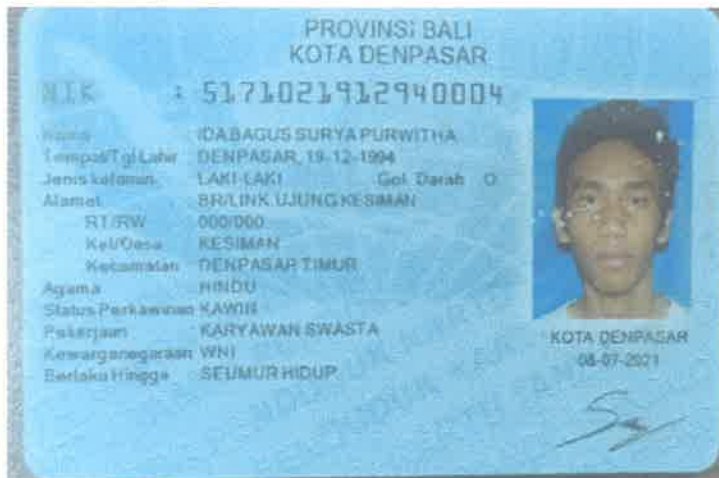 PROVINSI BALI
KOTA DENPASAR
NIK : 5171021912940004
Nama IDA BAGUS SURYA PURWITHA
Tempat/Tgl Lahir DENPASAR, 19-12-1994
Jenis kelamin LAKI-LAKI Gol. Darah O
Alamat BR/LINK.UJUNG KESIMAN
RT/RW 000/000
Kel/Desa KESIMAN
Kecamatan DENPASAR TIMUR
Agama HINDU
Status Perkawinan KAWIN
Pekerjaan KARYAWAN SWASTA
Kewarganegaraan WNI
Berlaku Hingga SEUMUR HIDUP
KOTA DENPASAR
08-07-2021